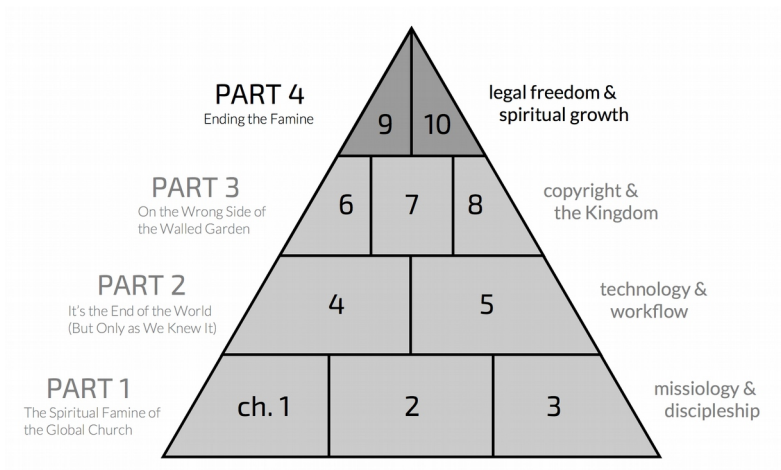 PART 4
Ending the Famine
9
10
legal freedom &
spiritual growth
PART 3
On the Wrong Side of
the Walled Garden
6
7
8
copyright &
the Kingdom
PART 2
It's the End of the World
(But Only as We Knew It)
4
5
technology &
workflow
PART 1
The Spiritual Famine of
the Global Church
ch. 1
2
3
missiology &
discipleship